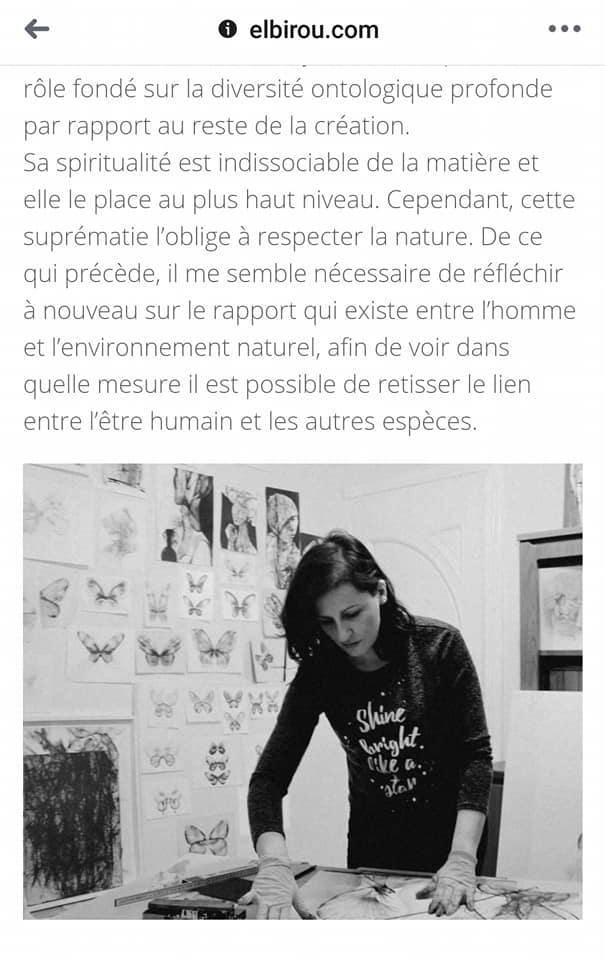 elbirou.com
rôle fondé sur la diversité ontologique profonde
par rapport au reste de la création.
Sa spiritualité est indissociable de la matière et
elle le place au plus haut niveau. Cependant, cette
suprématie l’oblige à respecter la nature. De ce
qui précède, il me semble nécessaire de réfléchir
à nouveau sur le rapport qui existe entre l’homme
et l’environnement naturel, afin de voir dans
quelle mesure il est possible de retisser le lien
entre l’être humain et les autres espèces.
Shine
bright
like a
star